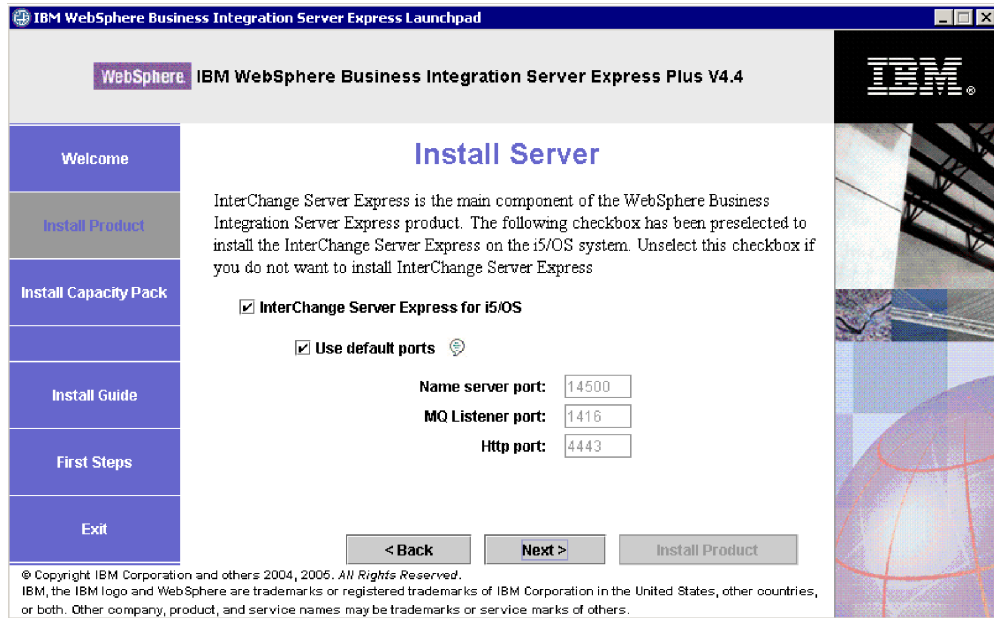 IBM WebSphere Business Integration Server Express Launchpad
WebSphere. IBM WebSphere Business Integration Server Express Plus V4.4
IBM®
Welcome
Install Product
Install Capacity Pack
Install Guide
First Steps
Exit
Install Server
InterChange Server Express is the main component of the WebSphere Business
Integration Server Express product. The following checkbox has been preselected to
install the InterChange Server Express on the i5/OS system. Unselect this checkbox if
you do not want to install InterChange Server Express
InterChange Server Express for i5/OS
Use default ports
Name server port: 14500
MQ Listener port: 1416
Http port: 4443
< Back Next > Install Product
© Copyright IBM Corporation and others 2004, 2005. All Rights Reserved.
IBM, the IBM logo and WebSphere are trademarks or registered trademarks of IBM Corporation in the United States, other countries,
or both. Other company, product, and service names may be trademarks or service marks of others.